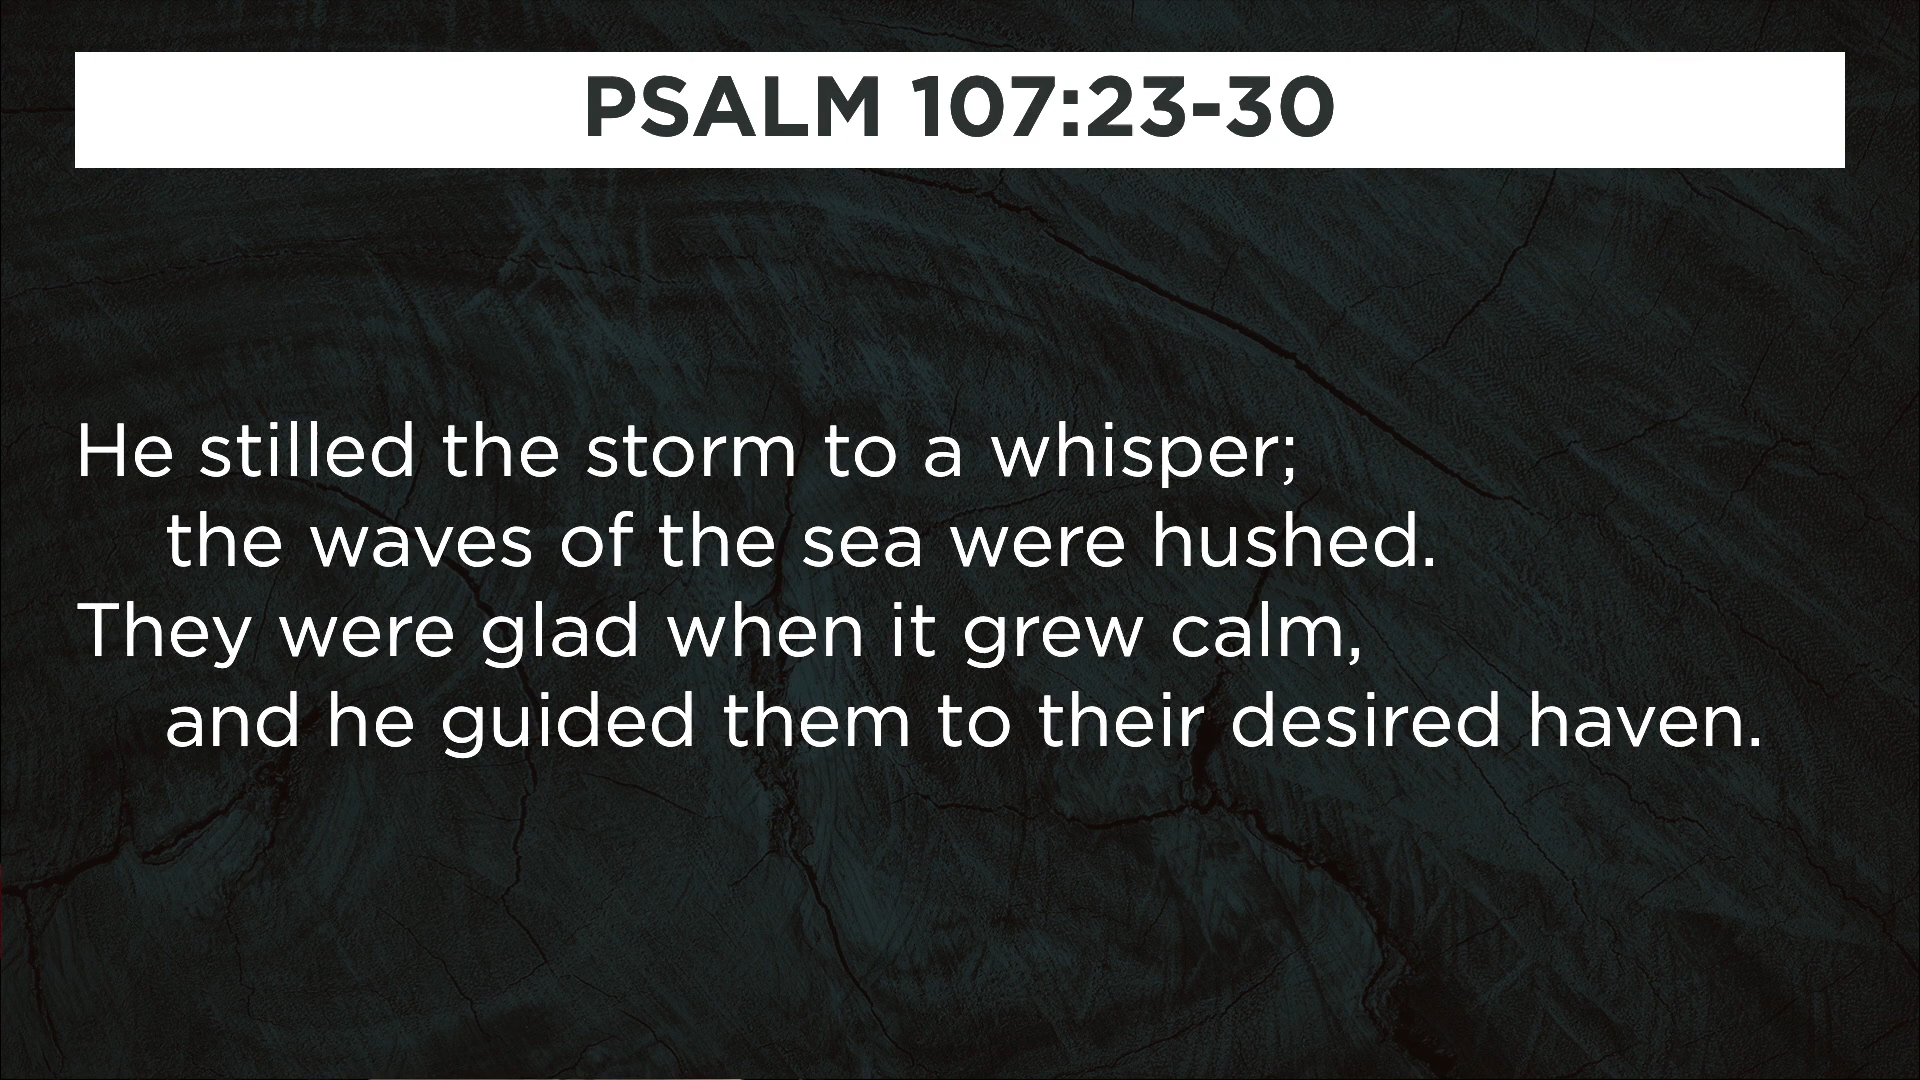 PSALM 107:23-30
He stilled the storm to a whisper;
the waves of the sea were hushed.
They were glad when it grew calm,
and he guided them to their desired haven.